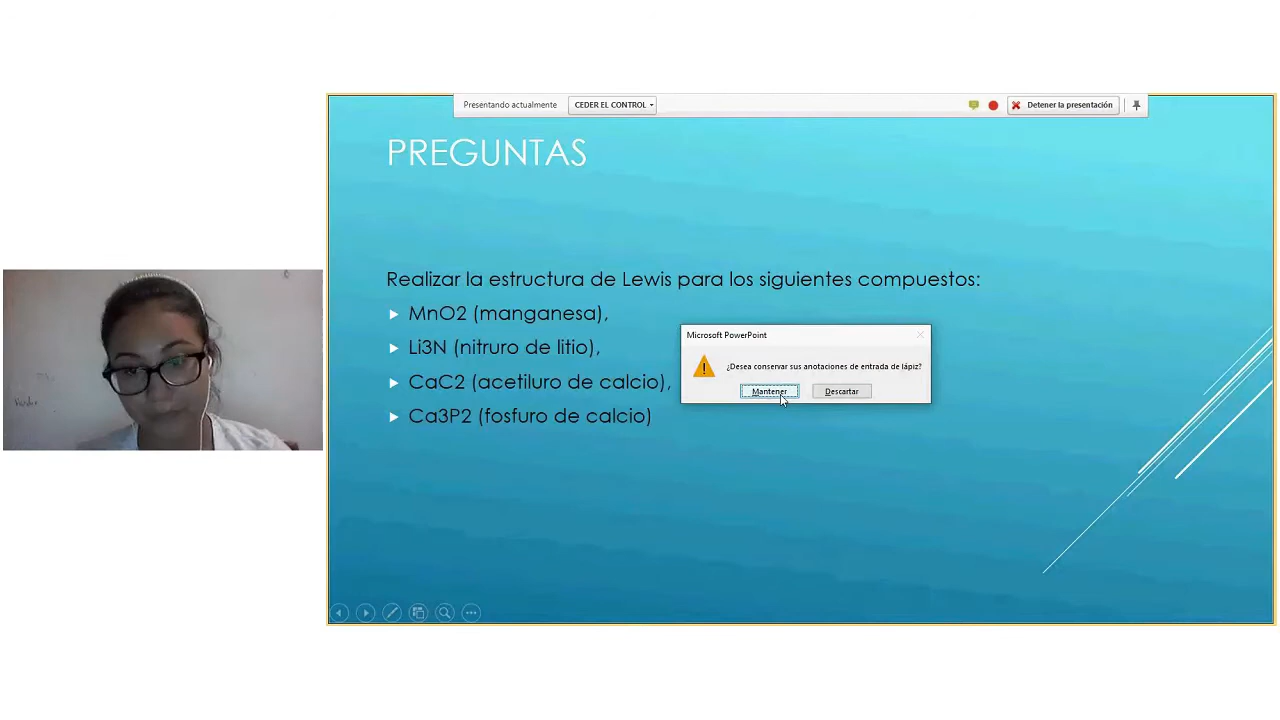 Presentando actualmente
CEDER EL CONTROL
Detener la presentación
PREGUNTAS
Realizar la estructura de Lewis para los siguientes compuestos:
MnO2 (manganesa),
Li3N (nitruro de litio),
CaC2 (acetiluro de calcio),
Ca3P2 (fosfuro de calcio)
Microsoft PowerPoint
¿Desea conservar sus anotaciones de entrada de lápiz?
Mantener
Descartar